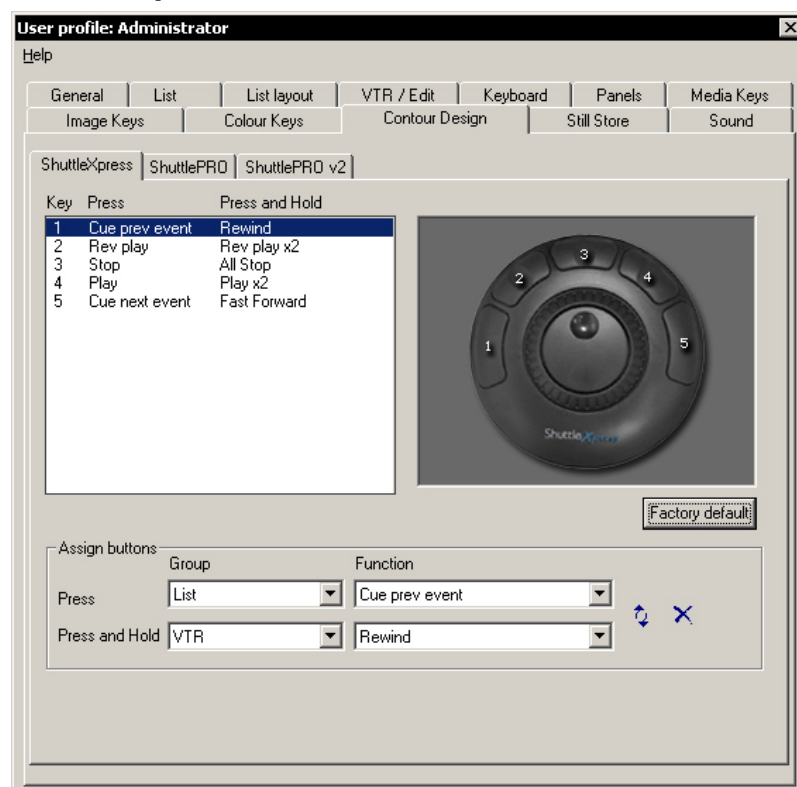 User profile: Administrator
Help
General List List layout VTR / Edit Keyboard Panels Media Keys
Image Keys Colour Keys Contour Design Still Store Sound
ShuttleXpress ShuttlePRO ShuttlePRO v2
Key Press Press and Hold
1 Cue prev event Rewind
2 Rev play Rev play x2
3 Stop All Stop
4 Play Play x2
5 Cue next event Fast Forward
3
2 4
1 5
ShuttleXpress
Factory default
Assign buttons
Group Function
Press List Cue prev event
Press and Hold VTR Rewind